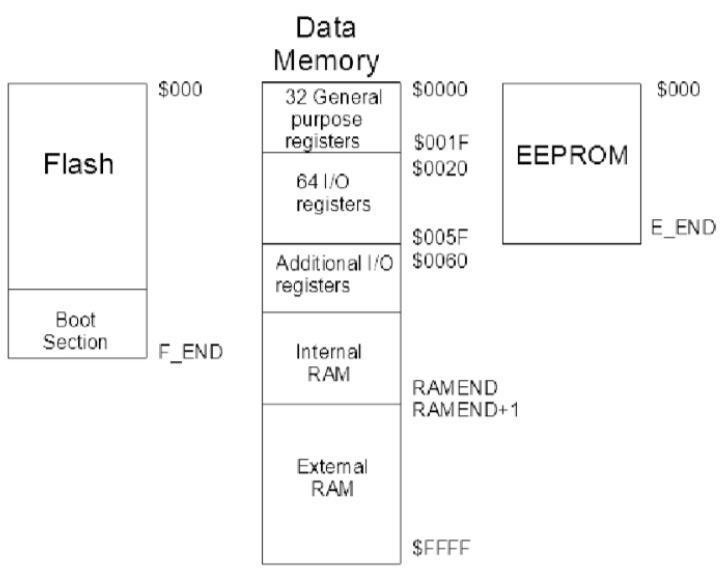 Data
Memory
$000
Flash
Boot
Section
F_END
32 General
purpose
registers
$0000
$001F
64 I/O
registers
$0020
$005F
Additional I/O
registers
$0060
Internal
RAM
RAMEND
RAMEND+1
External
RAM
$FFFF
$000
EEPROM
E_END